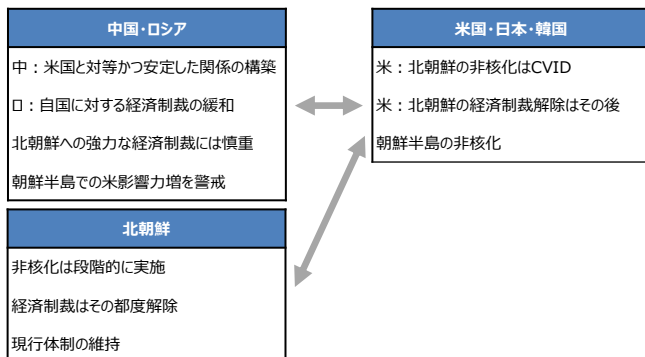 中国・ロシア
中：米国と対等かつ安定した関係の構築
ロ：自国に対する経済制裁の緩和
北朝鮮への強力な経済制裁には慎重
朝鮮半島での米影響力増を警戒
米国・日本・韓国
米：北朝鮮の非核化はCVID
米：北朝鮮の経済制裁解除はその後
朝鮮半島の非核化
北朝鮮
非核化は段階的に実施
経済制裁はその都度解除
現行体制の維持